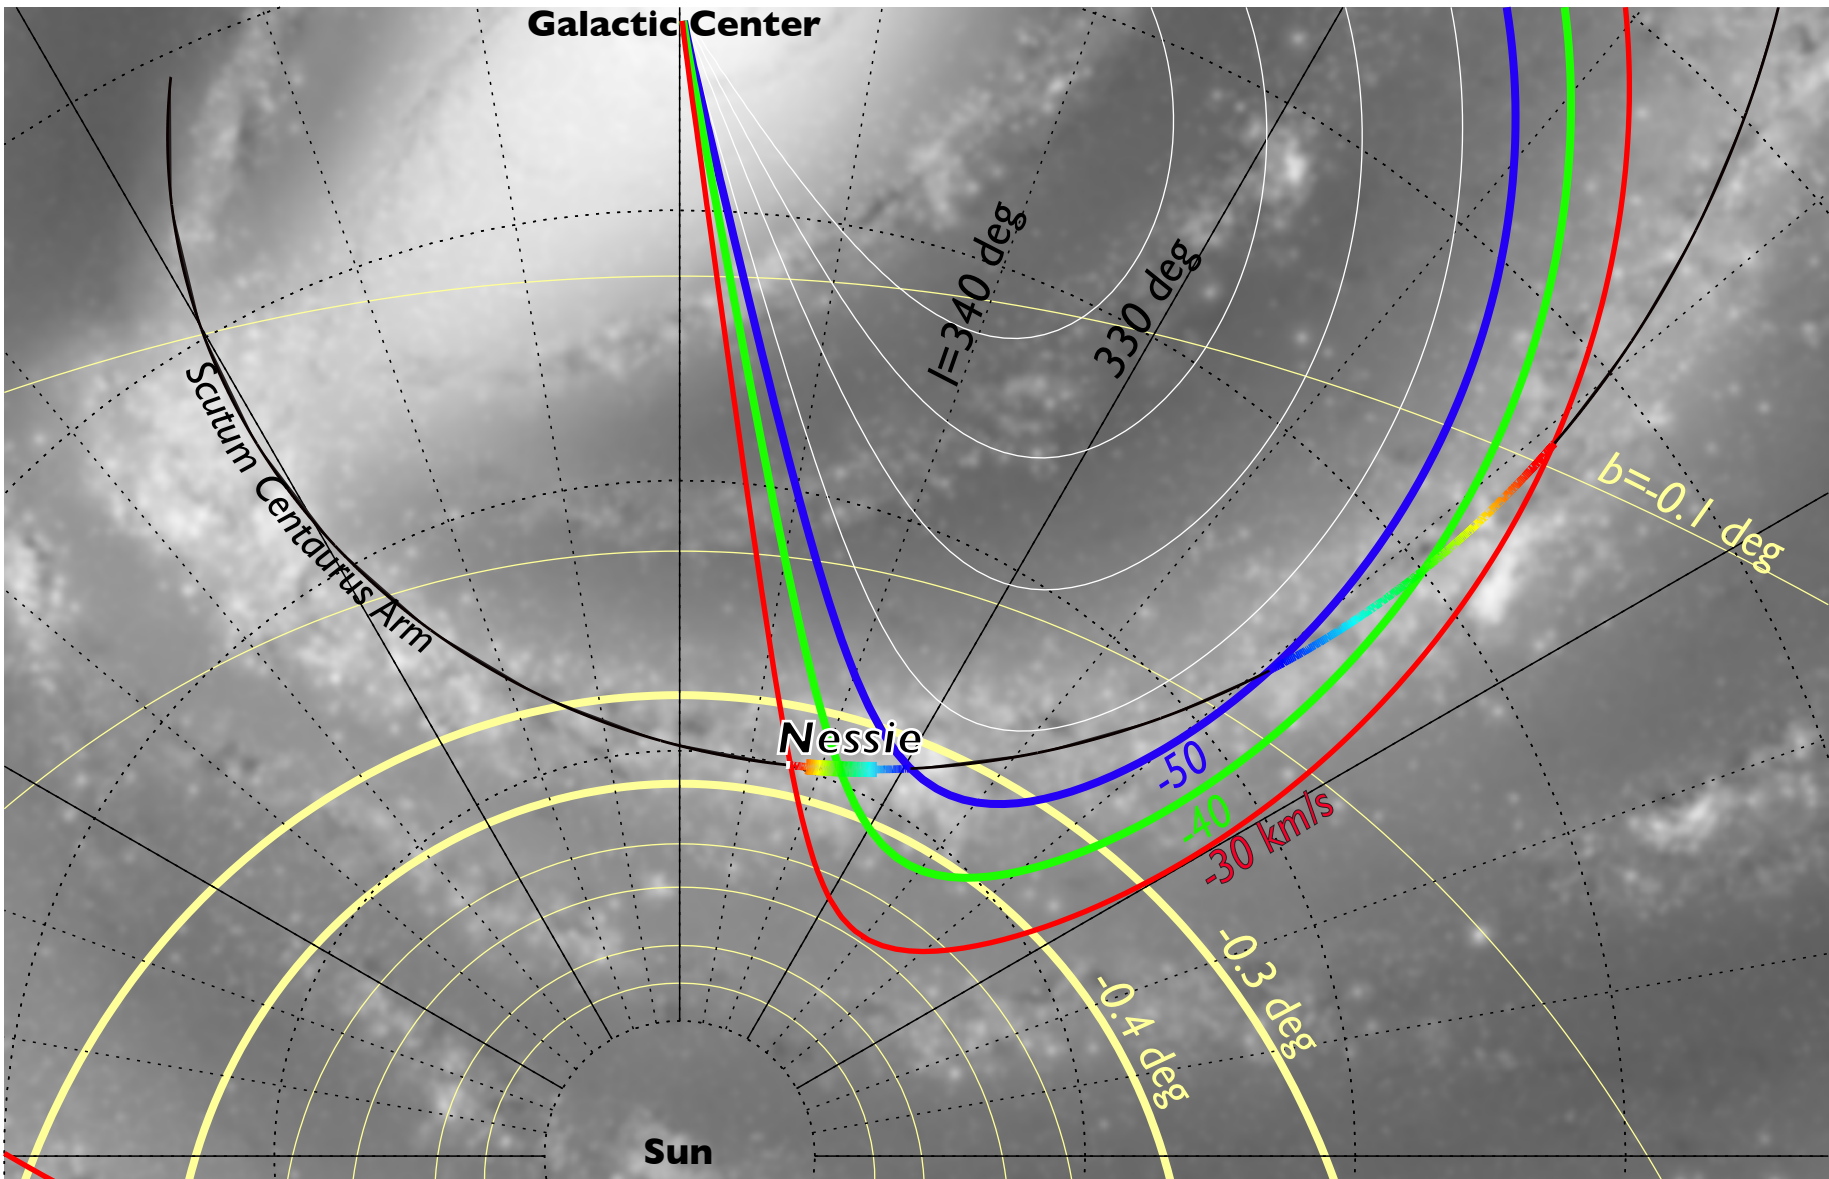 Galactic Center
l=340 deg
330 deg
Scutum Centaurus Arm
b=-0.1 deg
Nessie
-50
-40
-30 km/s
-0.3 deg
-0.4 deg
Sun